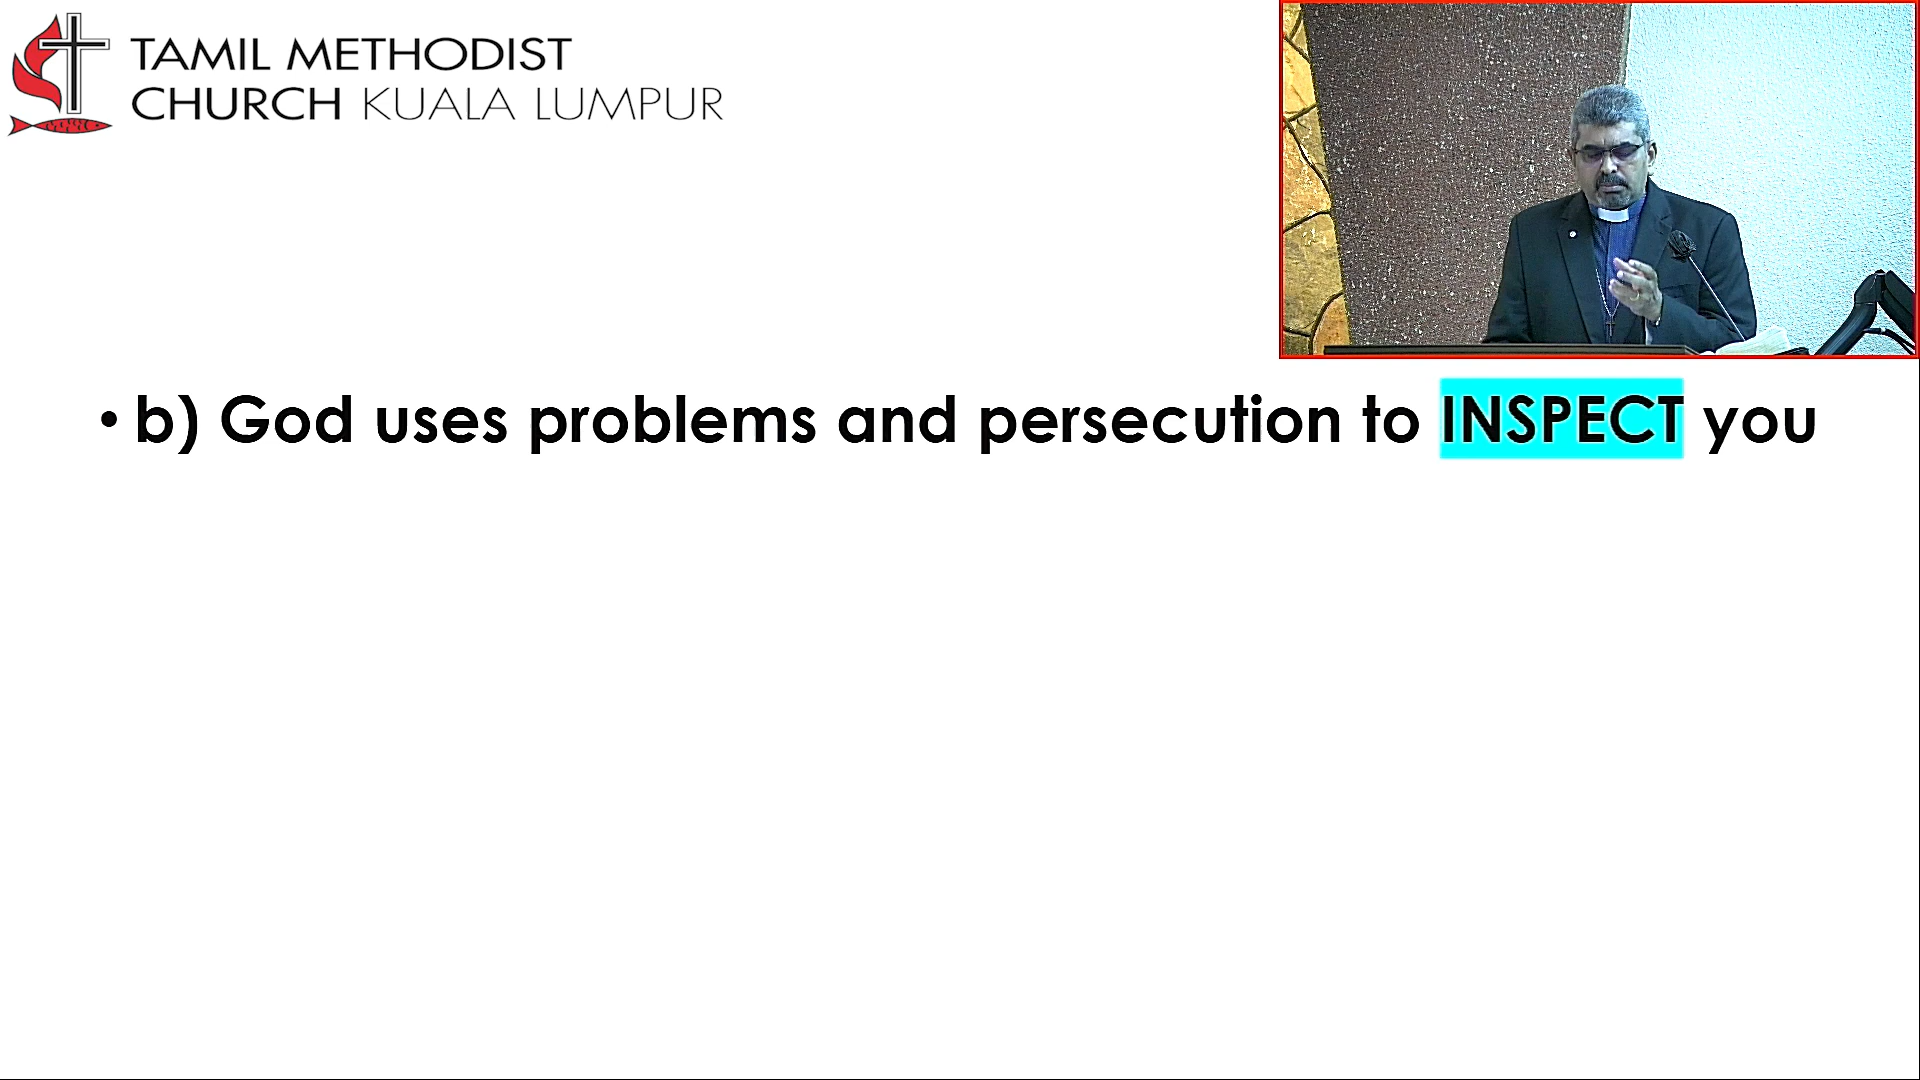 TAMIL METHODIST
CHURCH KUALA LUMPUR
• b) God uses problems and persecution to INSPECT you